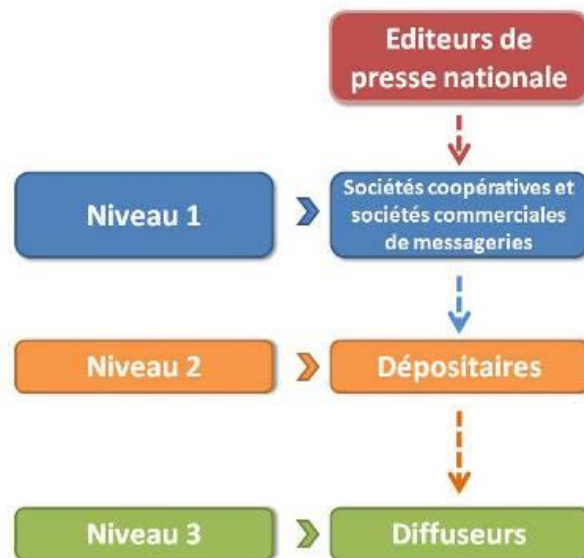 Editeurs de
presse nationale
Niveau 1
Sociétés coopératives et
sociétés commerciales
de messageries
Niveau 2
Dépositaires
Niveau 3
Diffuseurs